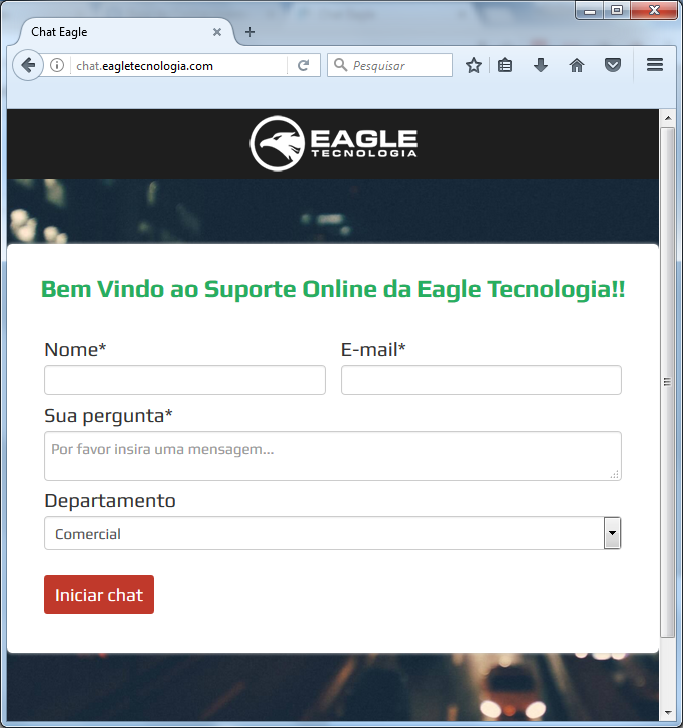 Chat Eagle
chat.eagletecnologia.com
Pesquisar
EAGLE
TECNOLOGIA
Bem Vindo ao Suporte Online da Eagle Tecnologia!!
Nome* E-mail*
Sua pergunta*
Por favor insira uma mensagem...
Departamento
Comercial
Iniciar chat